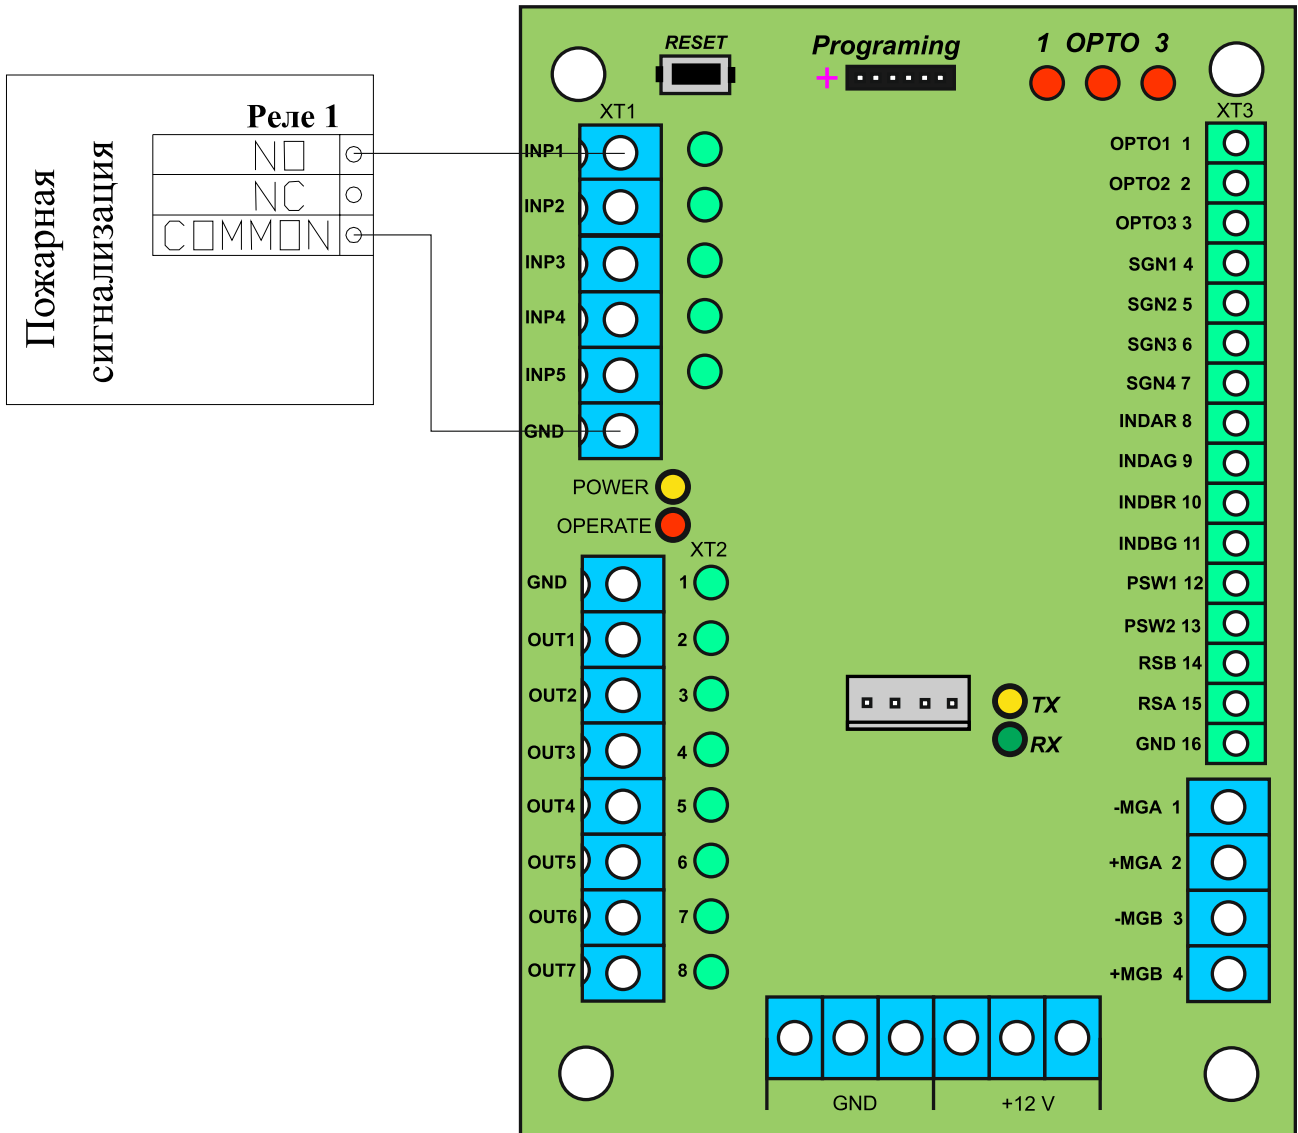 Пожарная
сигнализация
Реле 1
NO
NC
COMMON
RESET
Programing
+
1 OPTO 3
XT1
INP1
INP2
INP3
INP4
INP5
GND
POWER
OPERATE
XT2
GND 1
OUT1 2
OUT2 3
OUT3 4
OUT4 5
OUT5 6
OUT6 7
OUT7 8
TX
RX
XT3
OPTO1 1
OPTO2 2
OPTO3 3
SGN1 4
SGN2 5
SGN3 6
SGN4 7
INDAR 8
INDAG 9
INDBR 10
INDBG 11
PSW1 12
PSW2 13
RSB 14
RSA 15
GND 16
-MGA 1
+MGA 2
-MGB 3
+MGB 4
GND
+12 V